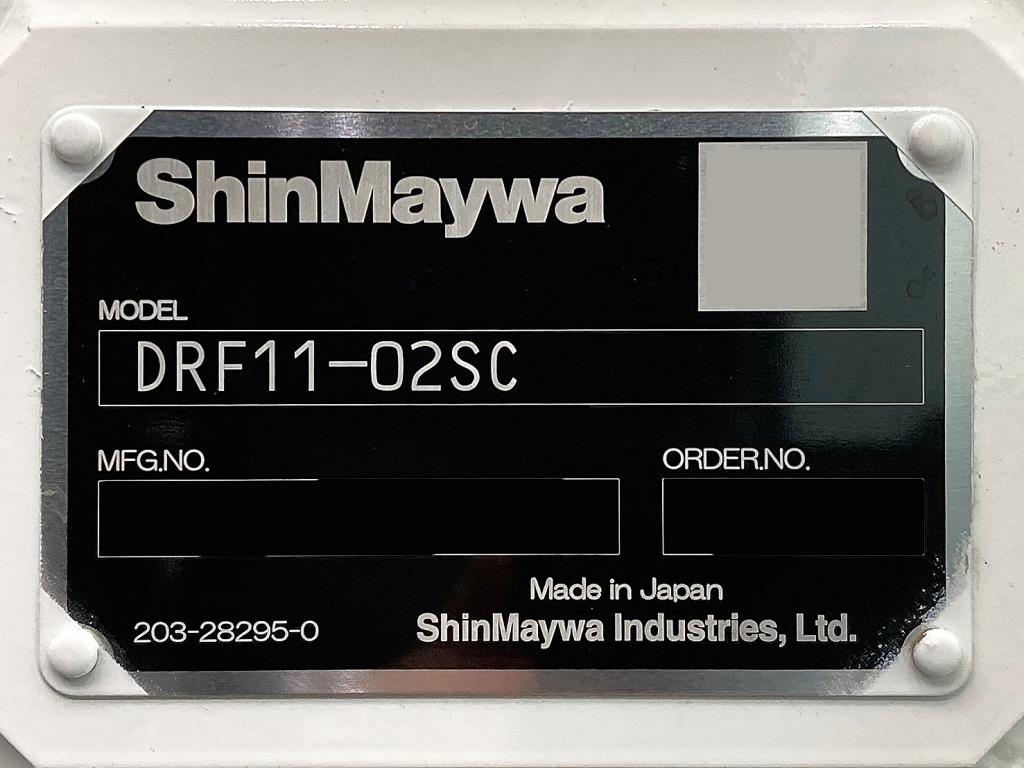 ShinMaywa
MODEL
DRF11-02SC
MFG.NO.
ORDER.NO.
Made in Japan
203-28295-0
ShinMaywa Industries, Ltd.